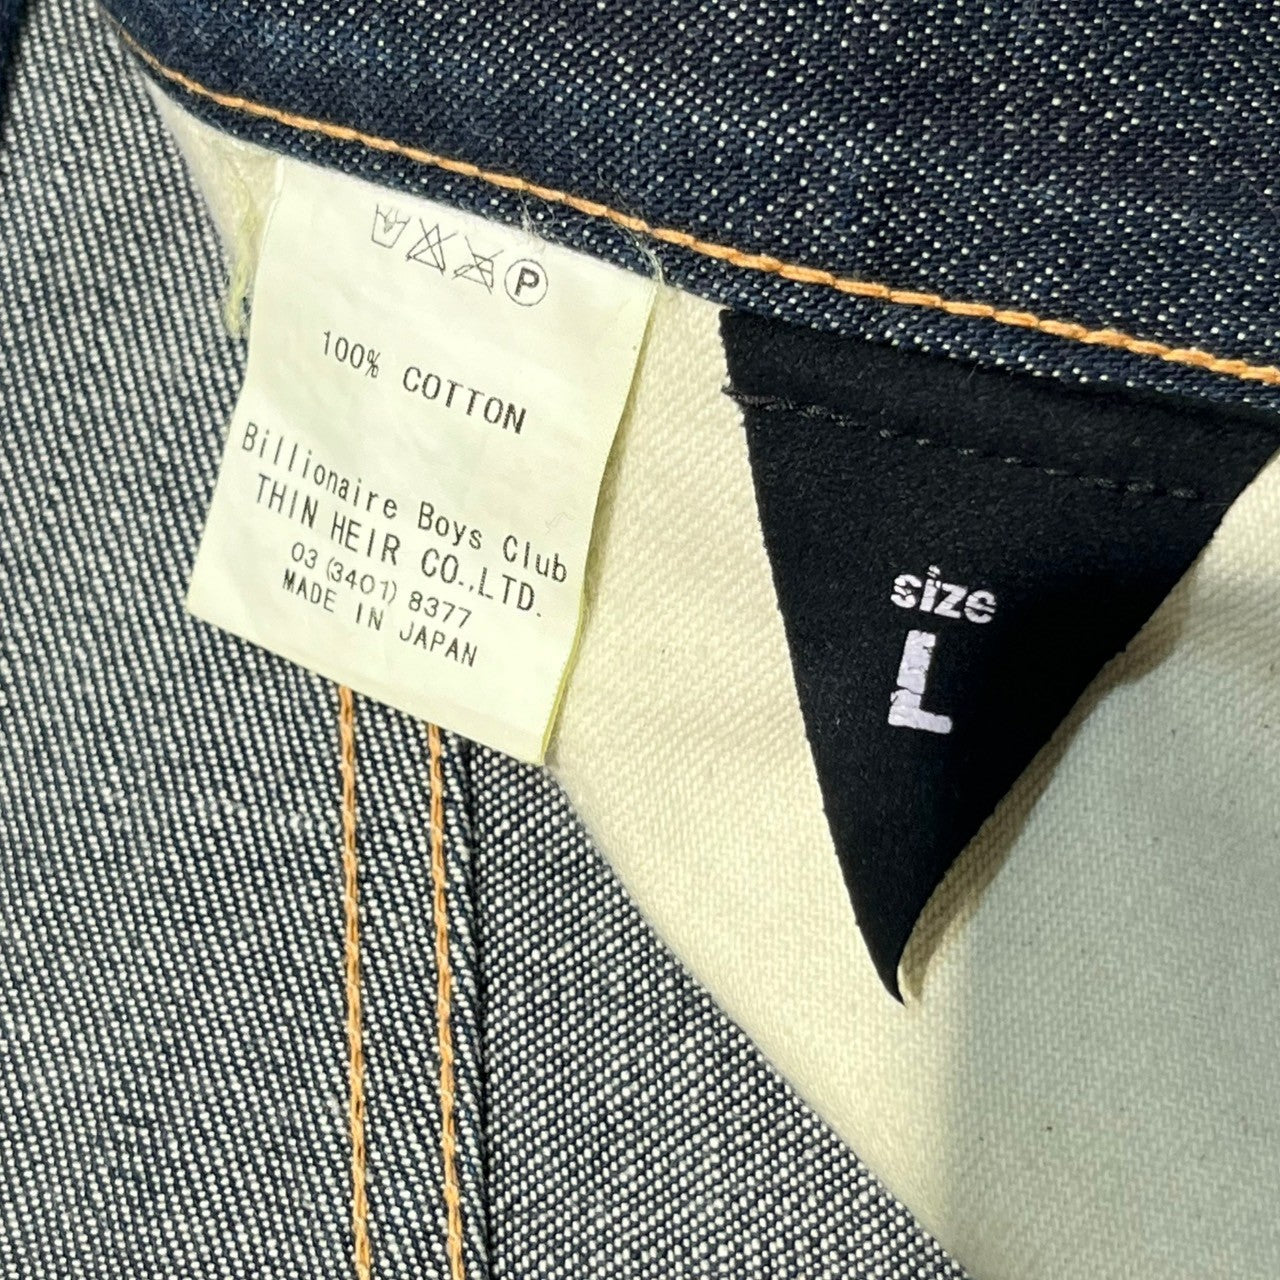 P
100% COTTON
Billionaire Boys Club
THIN HEIR CO.,LTD.
03 (3401) 8377
MADE IN JAPAN
size
L